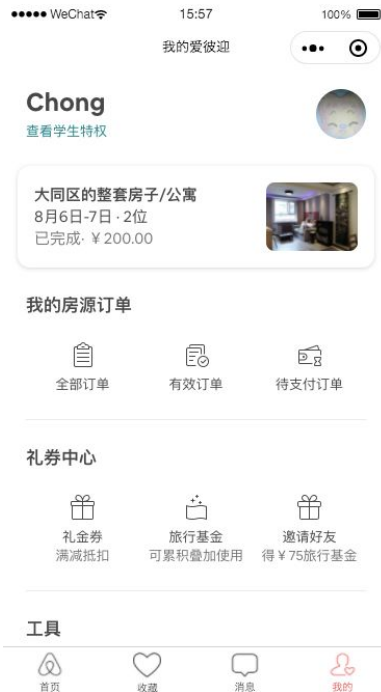 WeChat
15:57
100%
我的爱彼迎
Chong
查看学生特权
大同区的整套房子/公寓
8月6日-7日 · 2位
已完成· ¥200.00
我的房源订单
全部订单
有效订单
待支付订单
礼券中心
礼金券
旅行基金
邀请好友
满减抵扣
可累积叠加使用
得¥75旅行基金
工具
首页
收藏
消息
我的